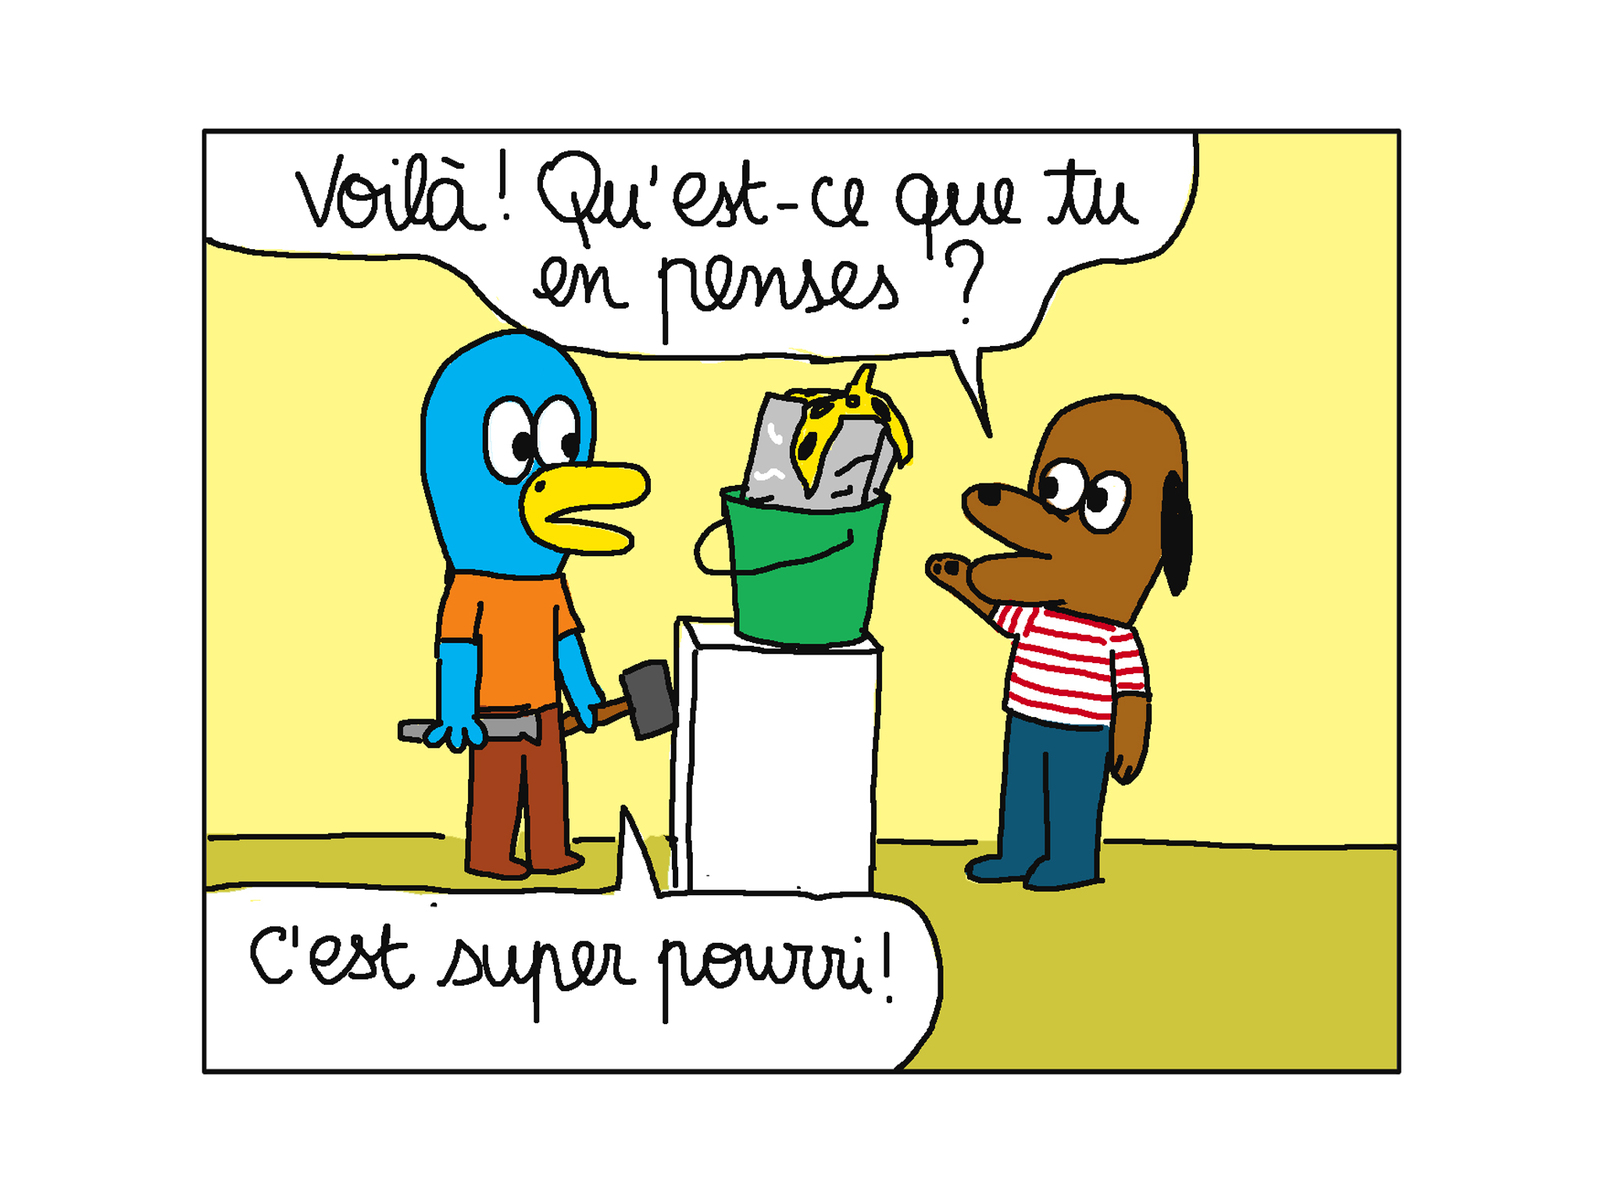 Voilà ! Qu'est-ce que tu
en penses ?
C'est super pourri !